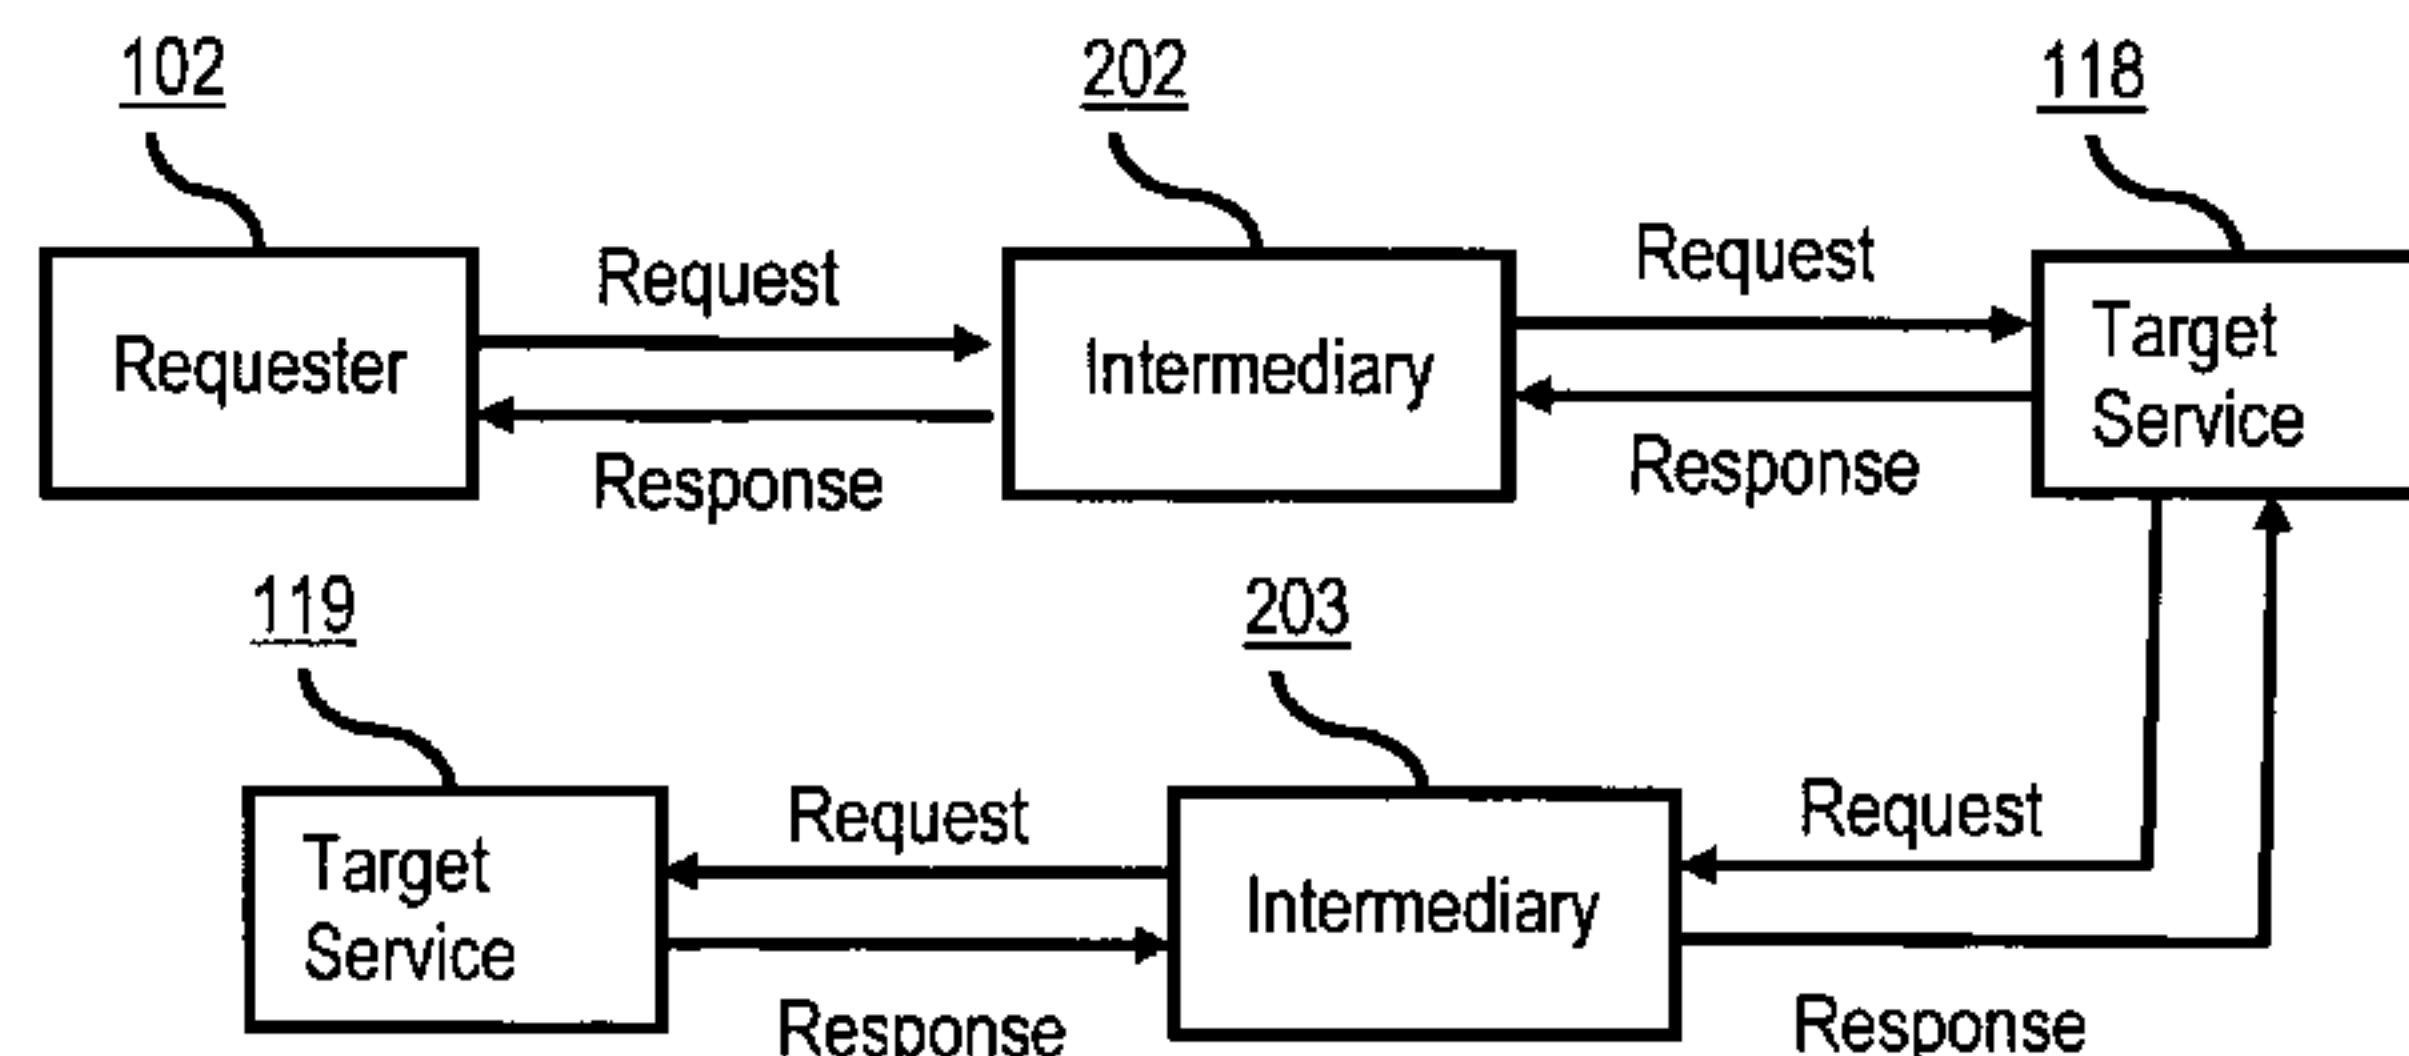 102
202
118
Request
Request
Requester
Intermediary
Target
Service
Response
Response
119
203
Request
Request
Target
Service
Intermediary
Response
Response